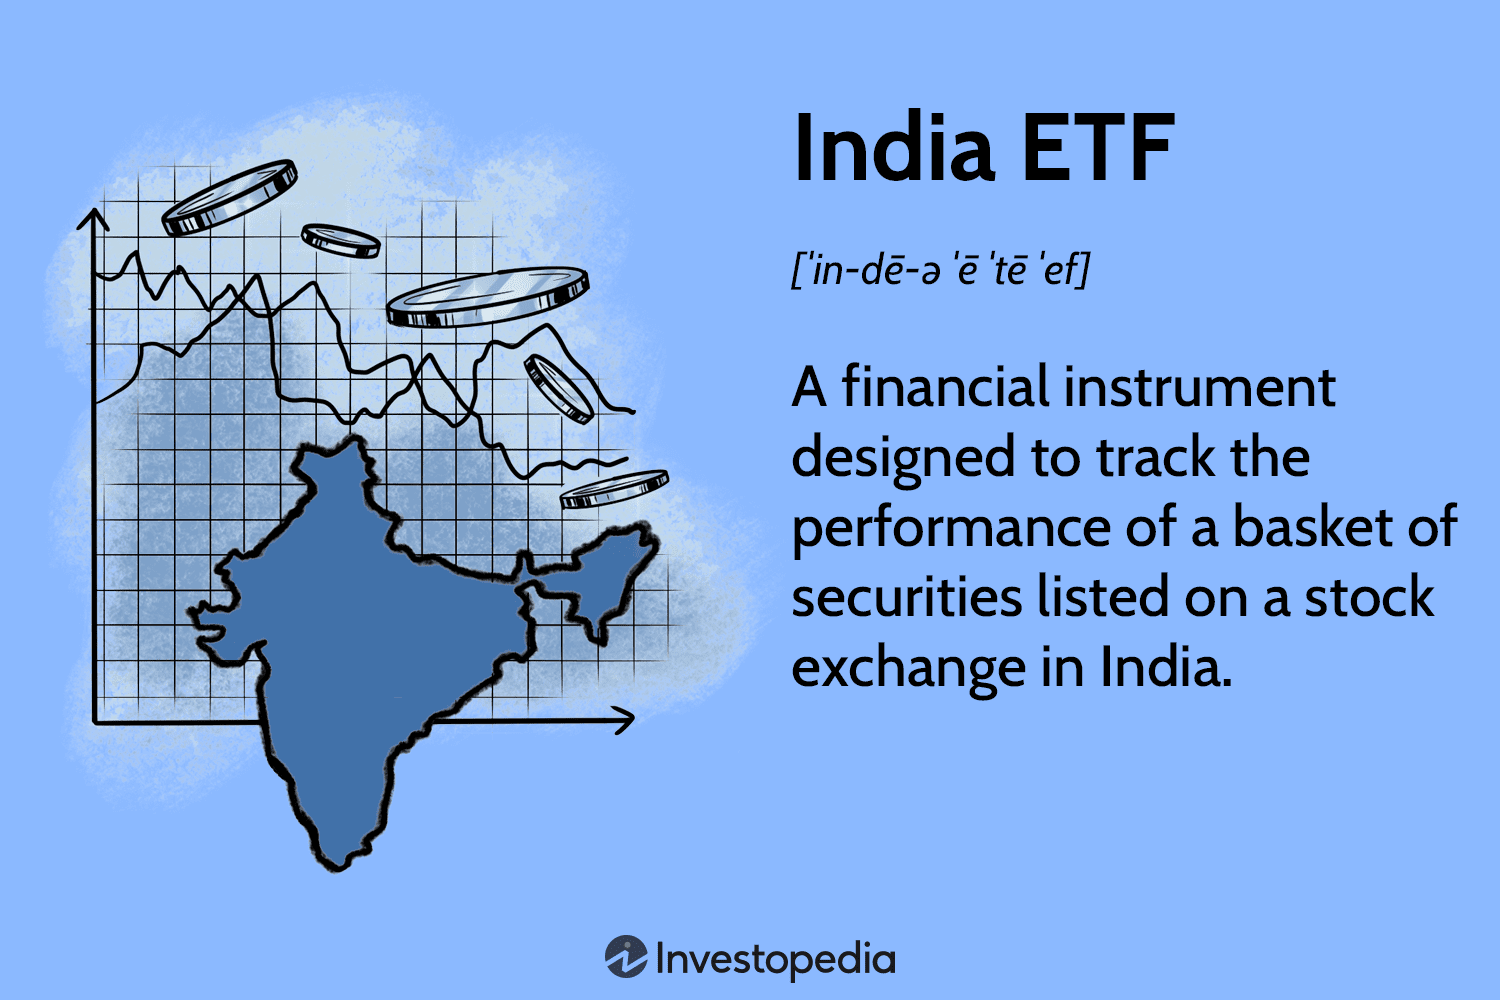 India ETF
[ˈin-dē-ə ˈē ˈtē ˈef]
A financial instrument
designed to track the
performance of a basket of
securities listed on a stock
exchange in India.
Investopedia